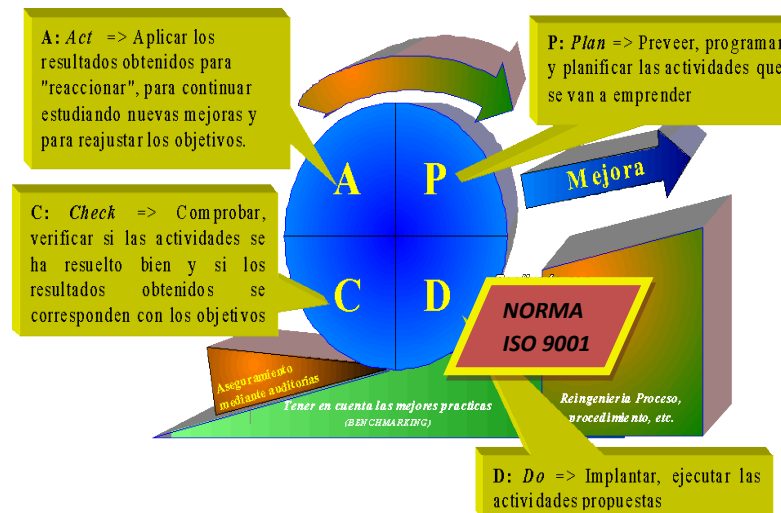 A: Act => Aplicar los
resultados obtenidos para
"reaccionar", para continuar
estudiando nuevas mejoras y
para reajustar los objetivos.
P: Plan => Preveer, programar
y planificar las actividades que
se van a emprender
A
P
Mejora
C: Check => Comprobar,
verificar si las actividades se
ha resuelto bien y si los
resultados obtenidos se
corresponden con los objetivos
C
D
NORMA
ISO 9001
Aseguramiento
mediante auditorías
Tener en cuenta las mejores practicas
(BENCHMARKING)
Reingenieria Proceso,
procedimiento, etc.
D: Do => Implantar, ejecutar las
actividades propuestas